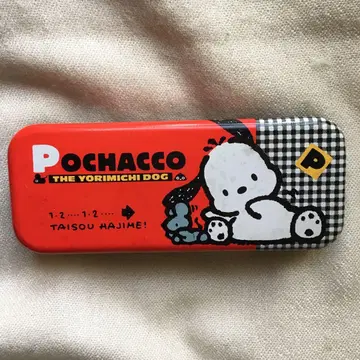 POCHACCO
THE YORIMICHI DOG
1·2····1·2····
TAISOU HAJIME!
P